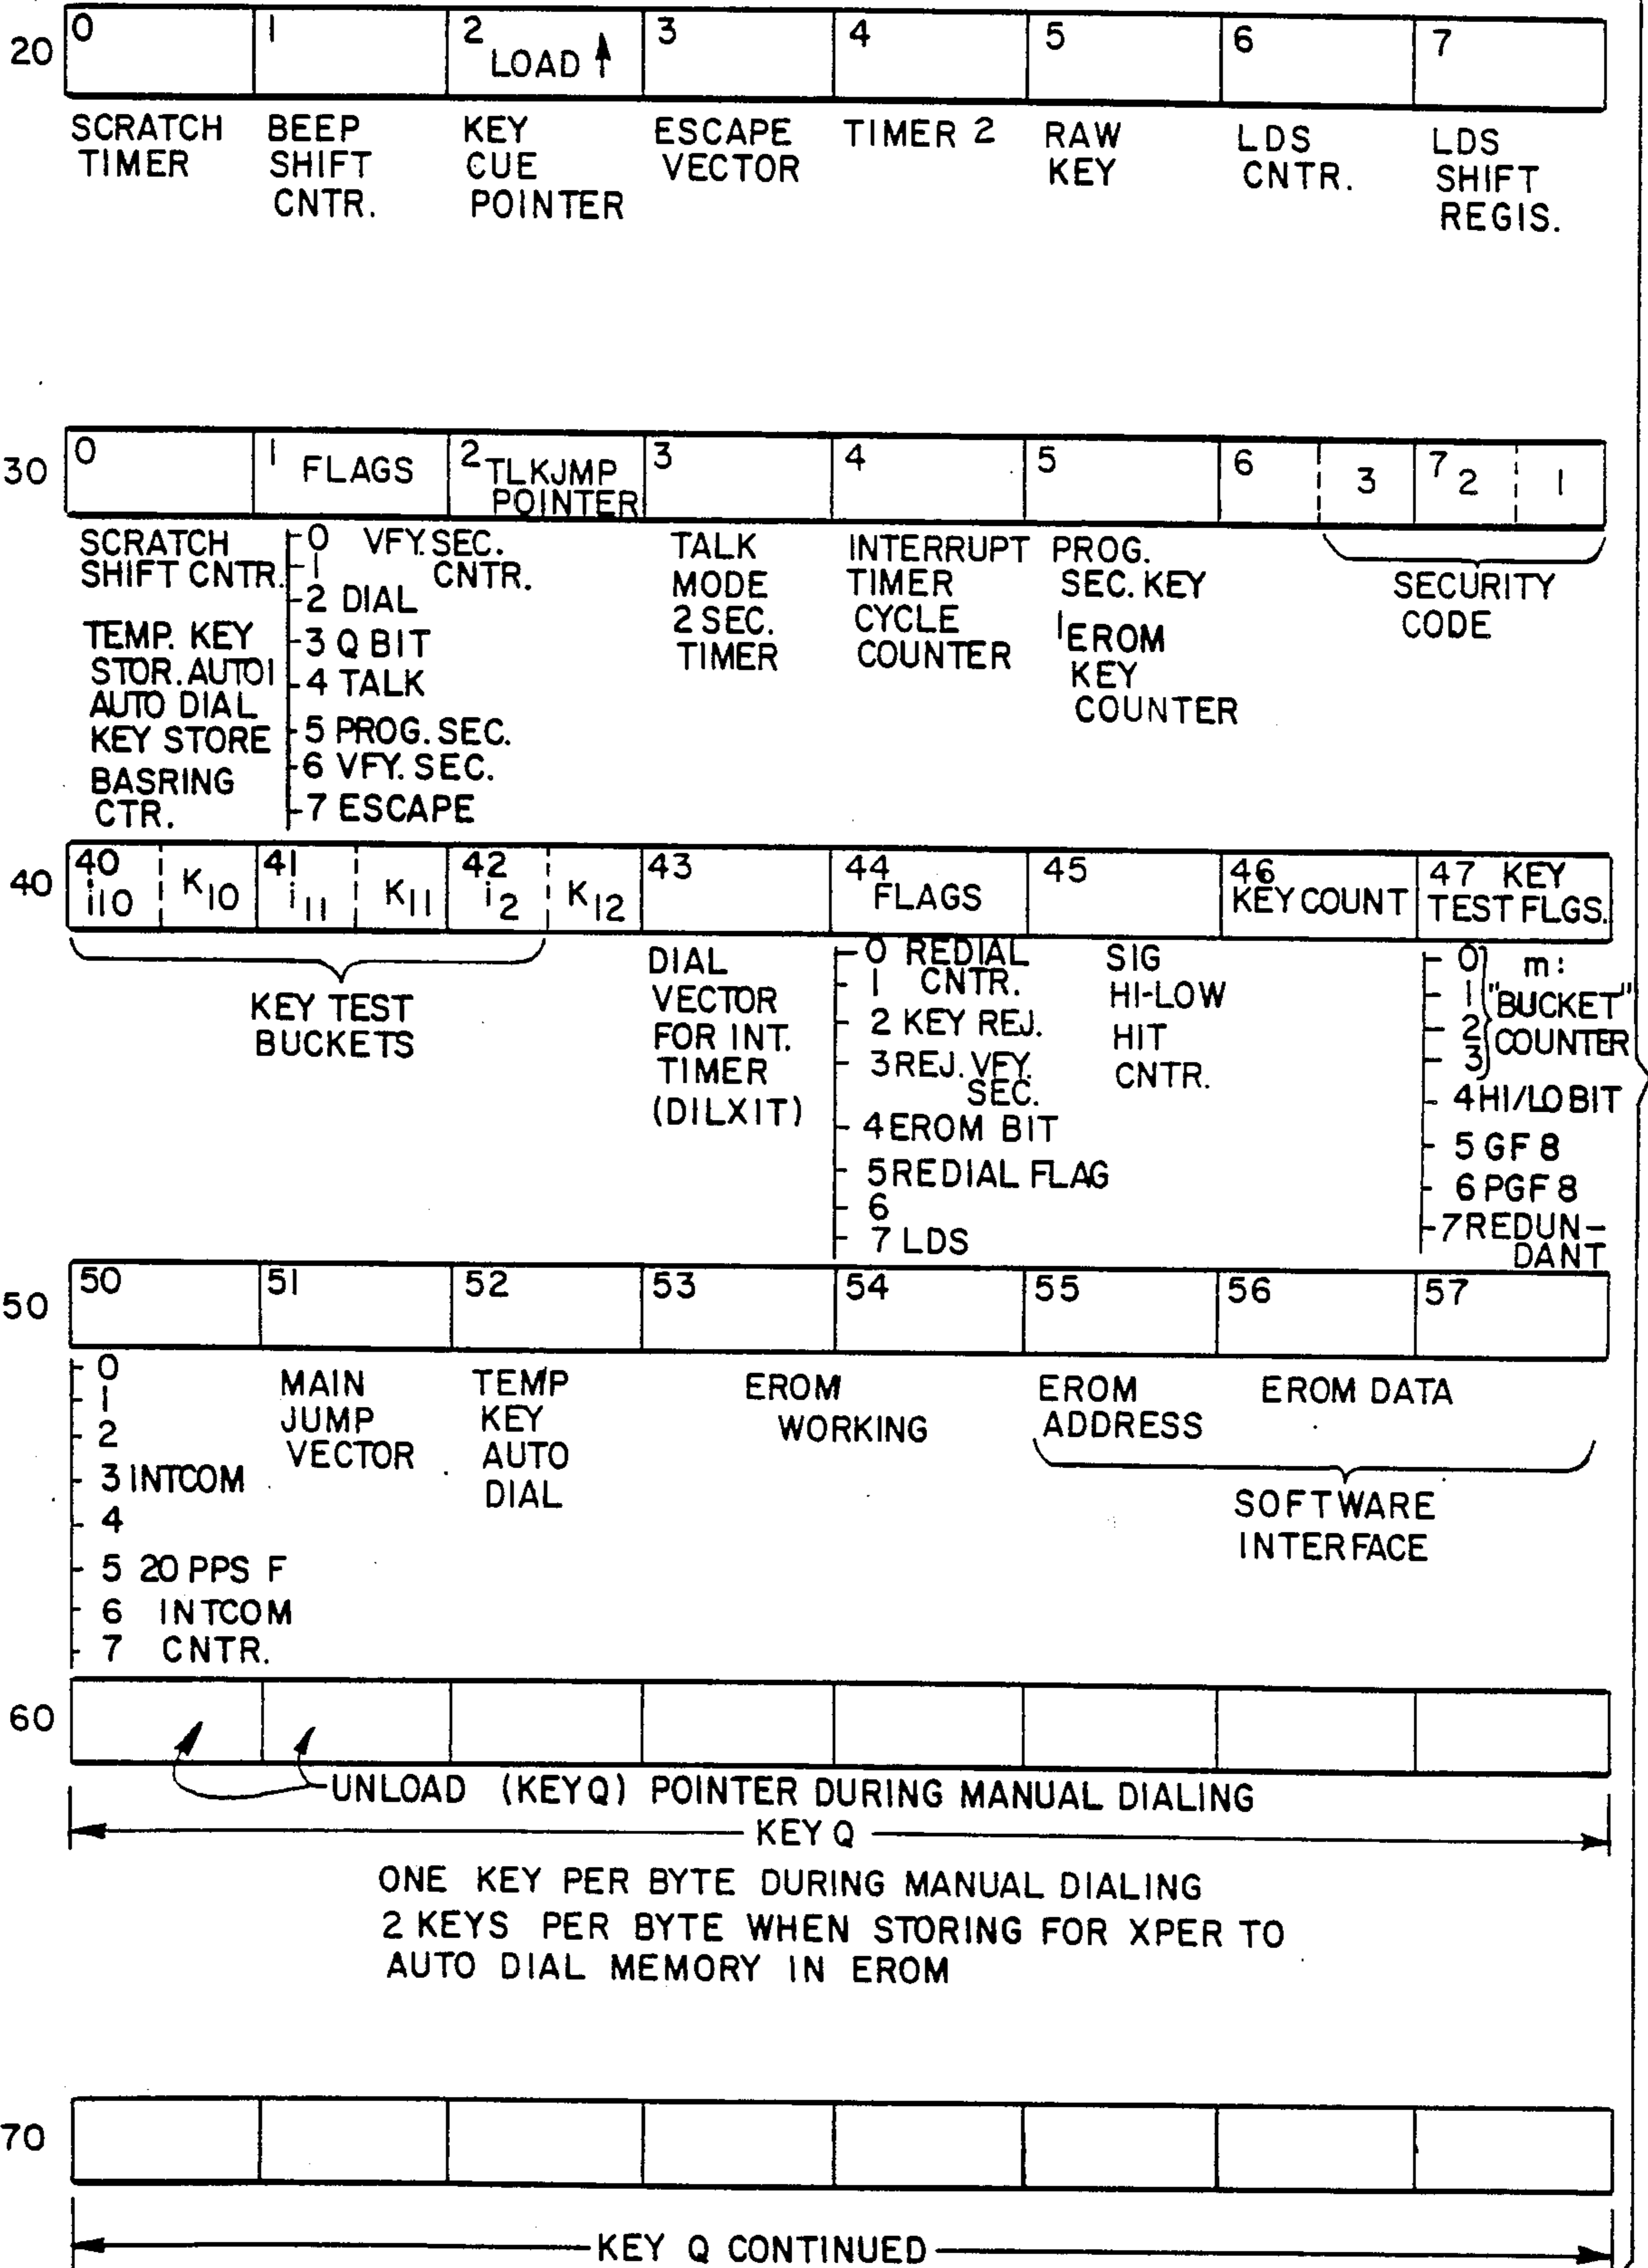 20
0 1 2 LOAD 3 4 5 6 7
SCRATCH TIMER
BEEP SHIFT CNTR.
KEY CUE POINTER
ESCAPE VECTOR
TIMER 2
RAW KEY
LDS CNTR.
LDS SHIFT REGIS.
30
0 1 FLAGS 2 TLKJMP POINTER 3 4 5 6 3 7 2 1
SCRATCH
SHIFT CNTR.
TEMP. KEY
STOR. AUTO1
AUTO DIAL
KEY STORE
BASRING
CTR.
0 VFY. SEC.
1 CNTR.
2 DIAL
3 Q BIT
4 TALK
5 PROG. SEC.
6 VFY. SEC.
7 ESCAPE
TALK
MODE
2 SEC.
TIMER
INTERRUPT
TIMER
CYCLE
COUNTER
PROG.
SEC. KEY
EROM
KEY
COUNTER
SECURITY
CODE
40
40 i10 K10 41 i11 K11 42 i2 K12 43 44 FLAGS 45 46 KEY COUNT 47 KEY TEST FLGS.
KEY TEST
BUCKETS
DIAL
VECTOR
FOR INT.
TIMER
(DILXIT)
0 REDIAL
1 CNTR.
2 KEY REJ.
3 REJ. VFY.
SEC.
4 EROM BIT
5 REDIAL FLAG
6
7 LDS
SIG
HI-LOW
HIT
CNTR.
0 m:
1 "BUCKET"
2 COUNTER
3
4 HI/LO BIT
5 GF 8
6 PGF 8
7 REDUN-
DANT
50
50 51 52 53 54 55 56 57
0
1
2
3 INTCOM
4
5 20 PPS F
6 INTCOM
7 CNTR.
MAIN
JUMP
VECTOR
TEMP
KEY
AUTO
DIAL
EROM
WORKING
EROM
ADDRESS
EROM DATA
SOFTWARE
INTERFACE
60
UNLOAD (KEYQ) POINTER DURING MANUAL DIALING
KEY Q
ONE KEY PER BYTE DURING MANUAL DIALING
2 KEYS PER BYTE WHEN STORING FOR XPER TO
AUTO DIAL MEMORY IN EROM
70
KEY Q CONTINUED